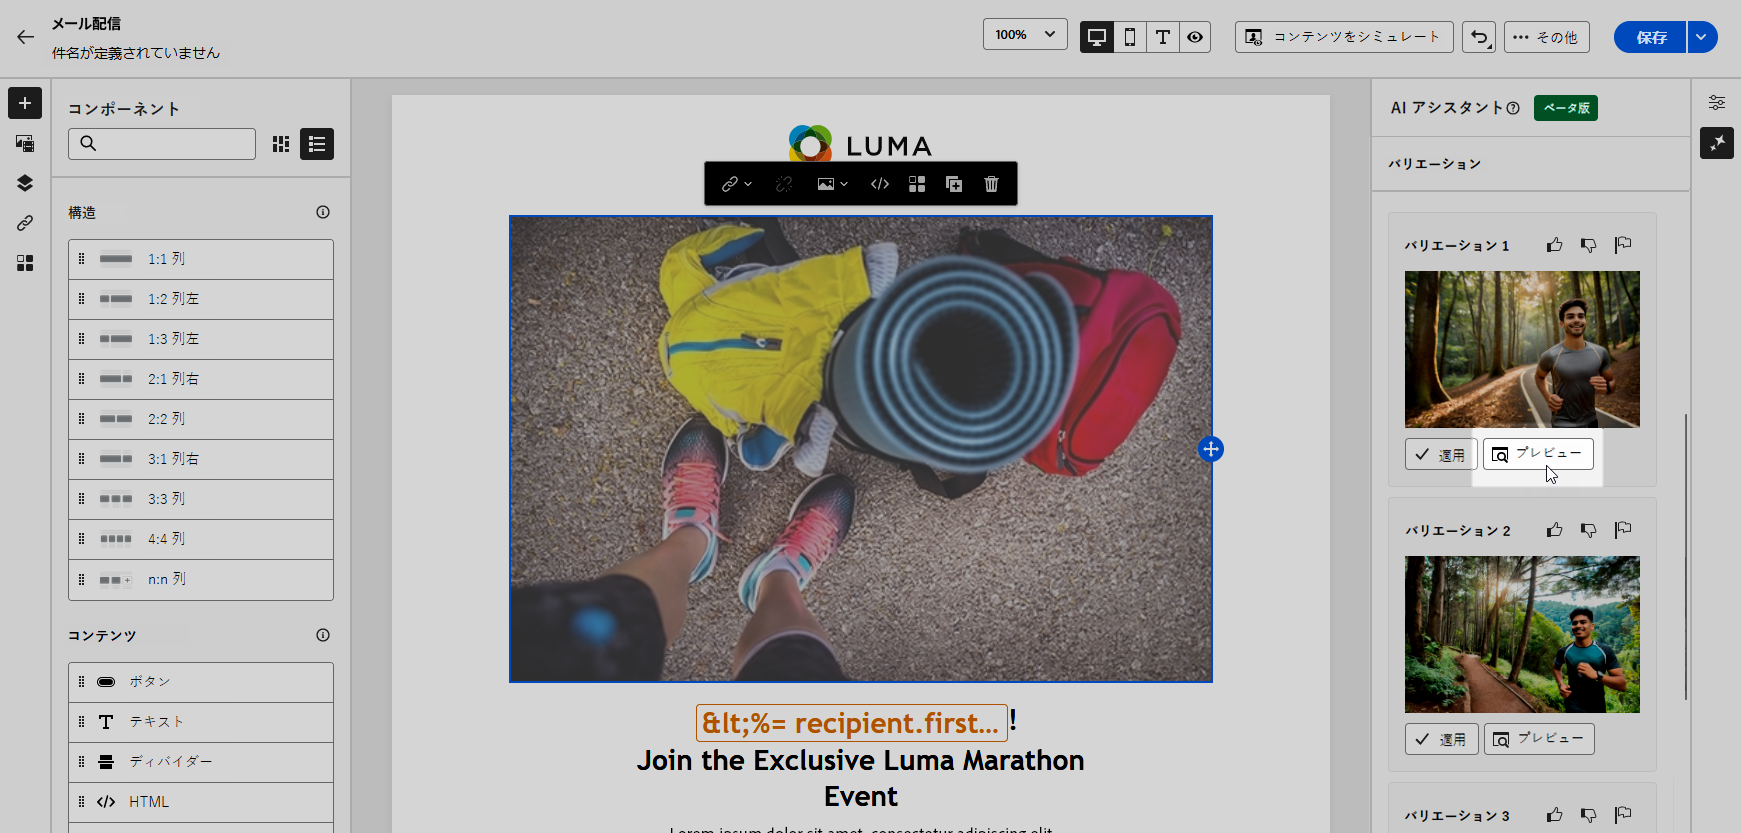 メール配信
件名が定義されていません
100%
コンテンツをシミュレート
その他
保存
コンポーネント
構造
1:1 列
1:2 列左
1:3 列左
2:1 列右
2:2 列
3:1 列右
3:3 列
4:4 列
n:n 列
コンテンツ
ボタン
テキスト
ディバイダー
HTML
LUMA
&lt;%= recipient.first... !
Join the Exclusive Luma Marathon
Event
Lorem ipsum dolor sit amet, consectetur adipiscing elit
AI アシスタント
ベータ版
バリエーション
バリエーション 1
適用
プレビュー
バリエーション 2
適用
プレビュー
バリエーション 3